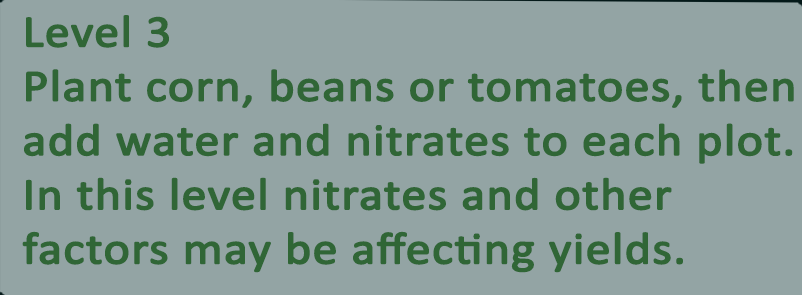 Level 3
Plant corn, beans or tomatoes, then
add water and nitrates to each plot.
In this level nitrates and other
factors may be affecting yields.